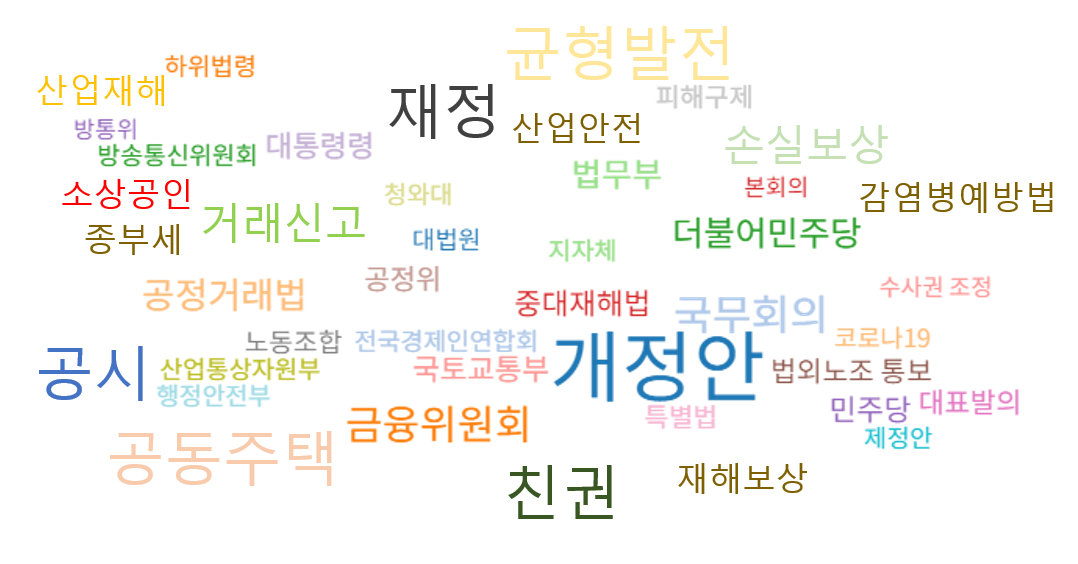 균형발전
하위법령
산업재해
재정
피해구제
방통위
산업안전
대통령령
손실보상
방송통신위원회
법무부
본회의
소상공인
청와대
감염병예방법
거래신고
종부세
대법원
더불어민주당
지자체
공정위
수사권 조정
공정거래법
중대재해법
국무회의
노동조합
전국경제인연합회
코로나19
개정안
공시
산업통상자원부
국토교통부
법외노조 통보
행정안전부
민주당
대표발의
금융위원회
특별법
제정안
공동주택
친권
재해보상